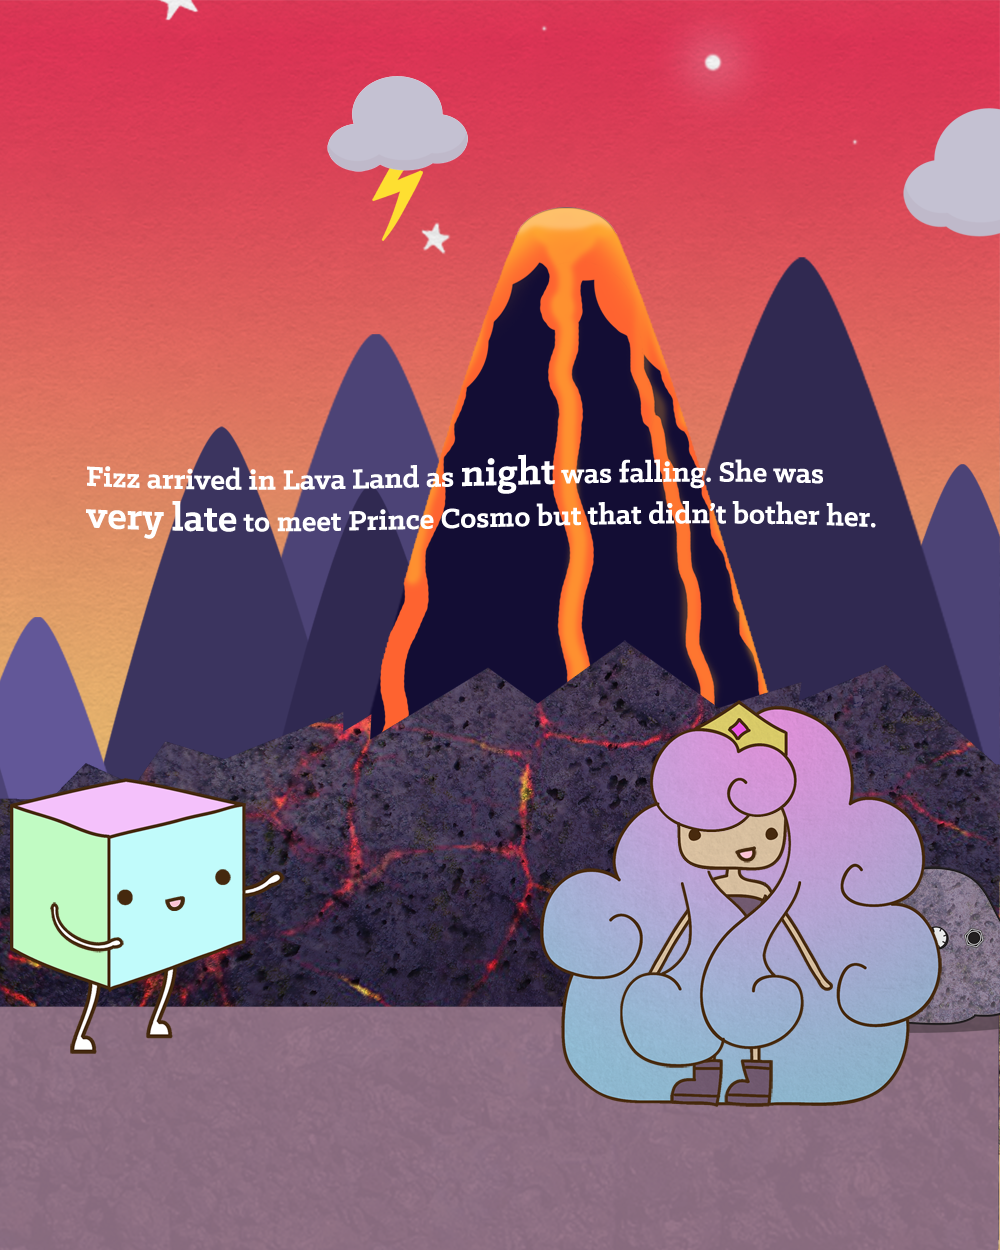 Fizz arrived in Lava Land as night was falling. She was
very late to meet Prince Cosmo but that didn’t bother her.